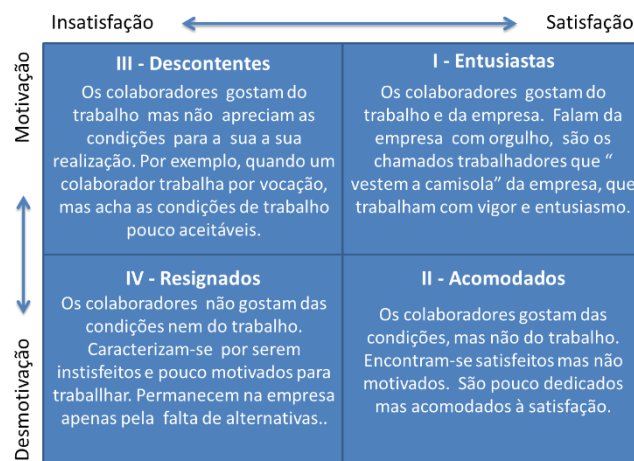 Insatisfação
Satisfação
Motivação
Desmotivação
III - Descontentes
Os colaboradores gostam do
trabalho mas não apreciam as
condições para a sua a sua
realização. Por exemplo, quando um
colaborador trabalha por vocação,
mas acha as condições de trabalho
pouco aceitáveis.
I - Entusiastas
Os colaboradores gostam do
trabalho e da empresa. Falam da
empresa com orgulho, são os
chamados trabalhadores que “
vestem a camisola” da empresa, que
trabalham com vigor e entusiasmo.
IV - Resignados
Os colaboradores não gostam das
condições nem do trabalho.
Caracterizam-se por serem
instisfeitos e pouco motivados para
traballhar. Permanecem na empresa
apenas pela falta de alternativas..
II - Acomodados
Os colaboradores gostam das
condições, mas não do trabalho.
Encontram-se satisfeitos mas não
motivados. São pouco dedicados
mas acomodados à satisfação.